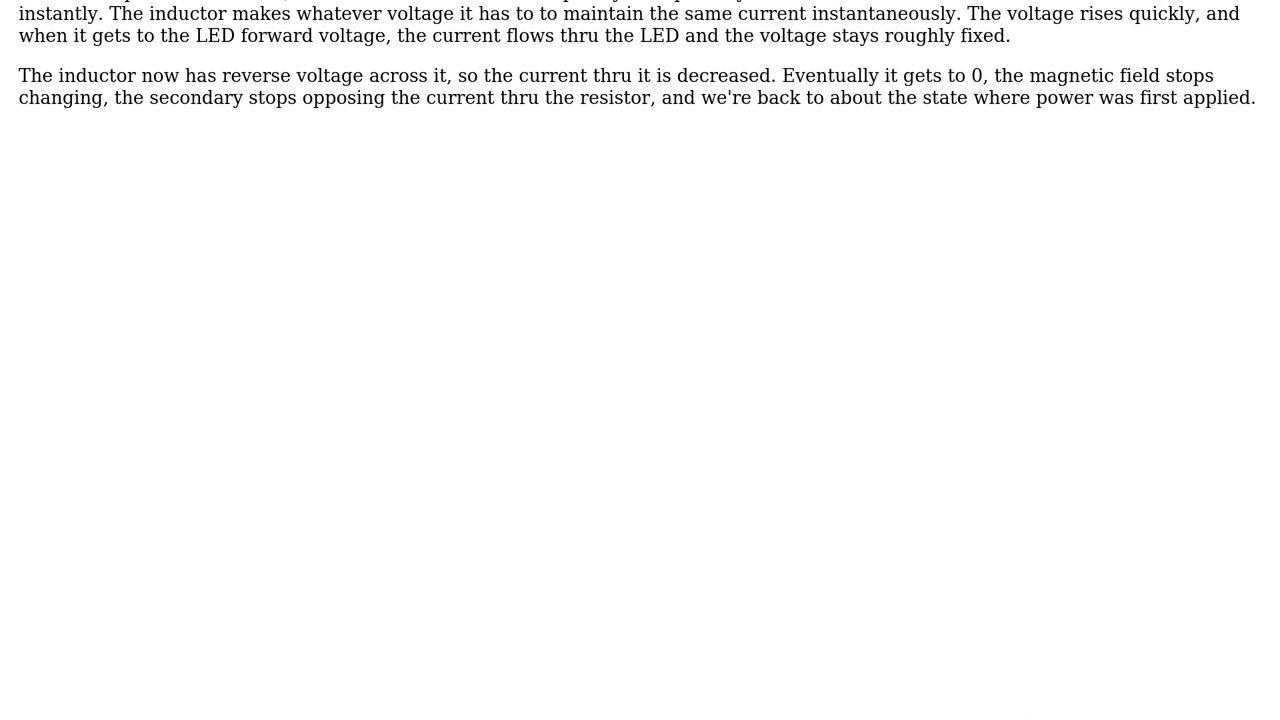 instantly. The inductor makes whatever voltage it has to to maintain the same current instantaneously. The voltage rises quickly, and
when it gets to the LED forward voltage, the current flows thru the LED and the voltage stays roughly fixed.
The inductor now has reverse voltage across it, so the current thru it is decreased. Eventually it gets to 0, the magnetic field stops
changing, the secondary stops opposing the current thru the resistor, and we're back to about the state where power was first applied.